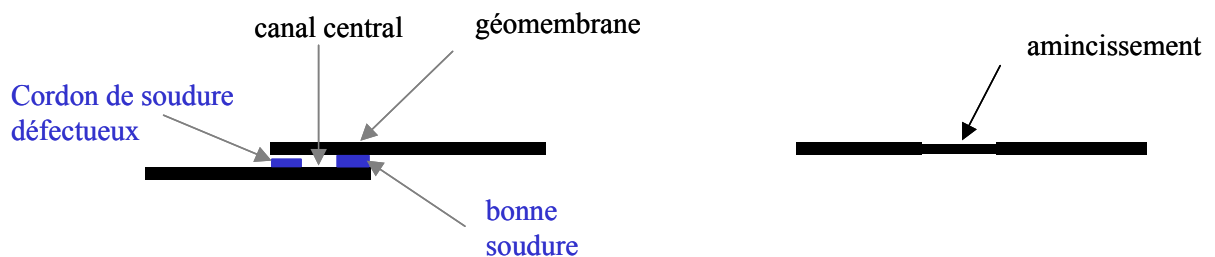 canal central
géomembrane
amincissement
Cordon de soudure
défectueux
bonne
soudure